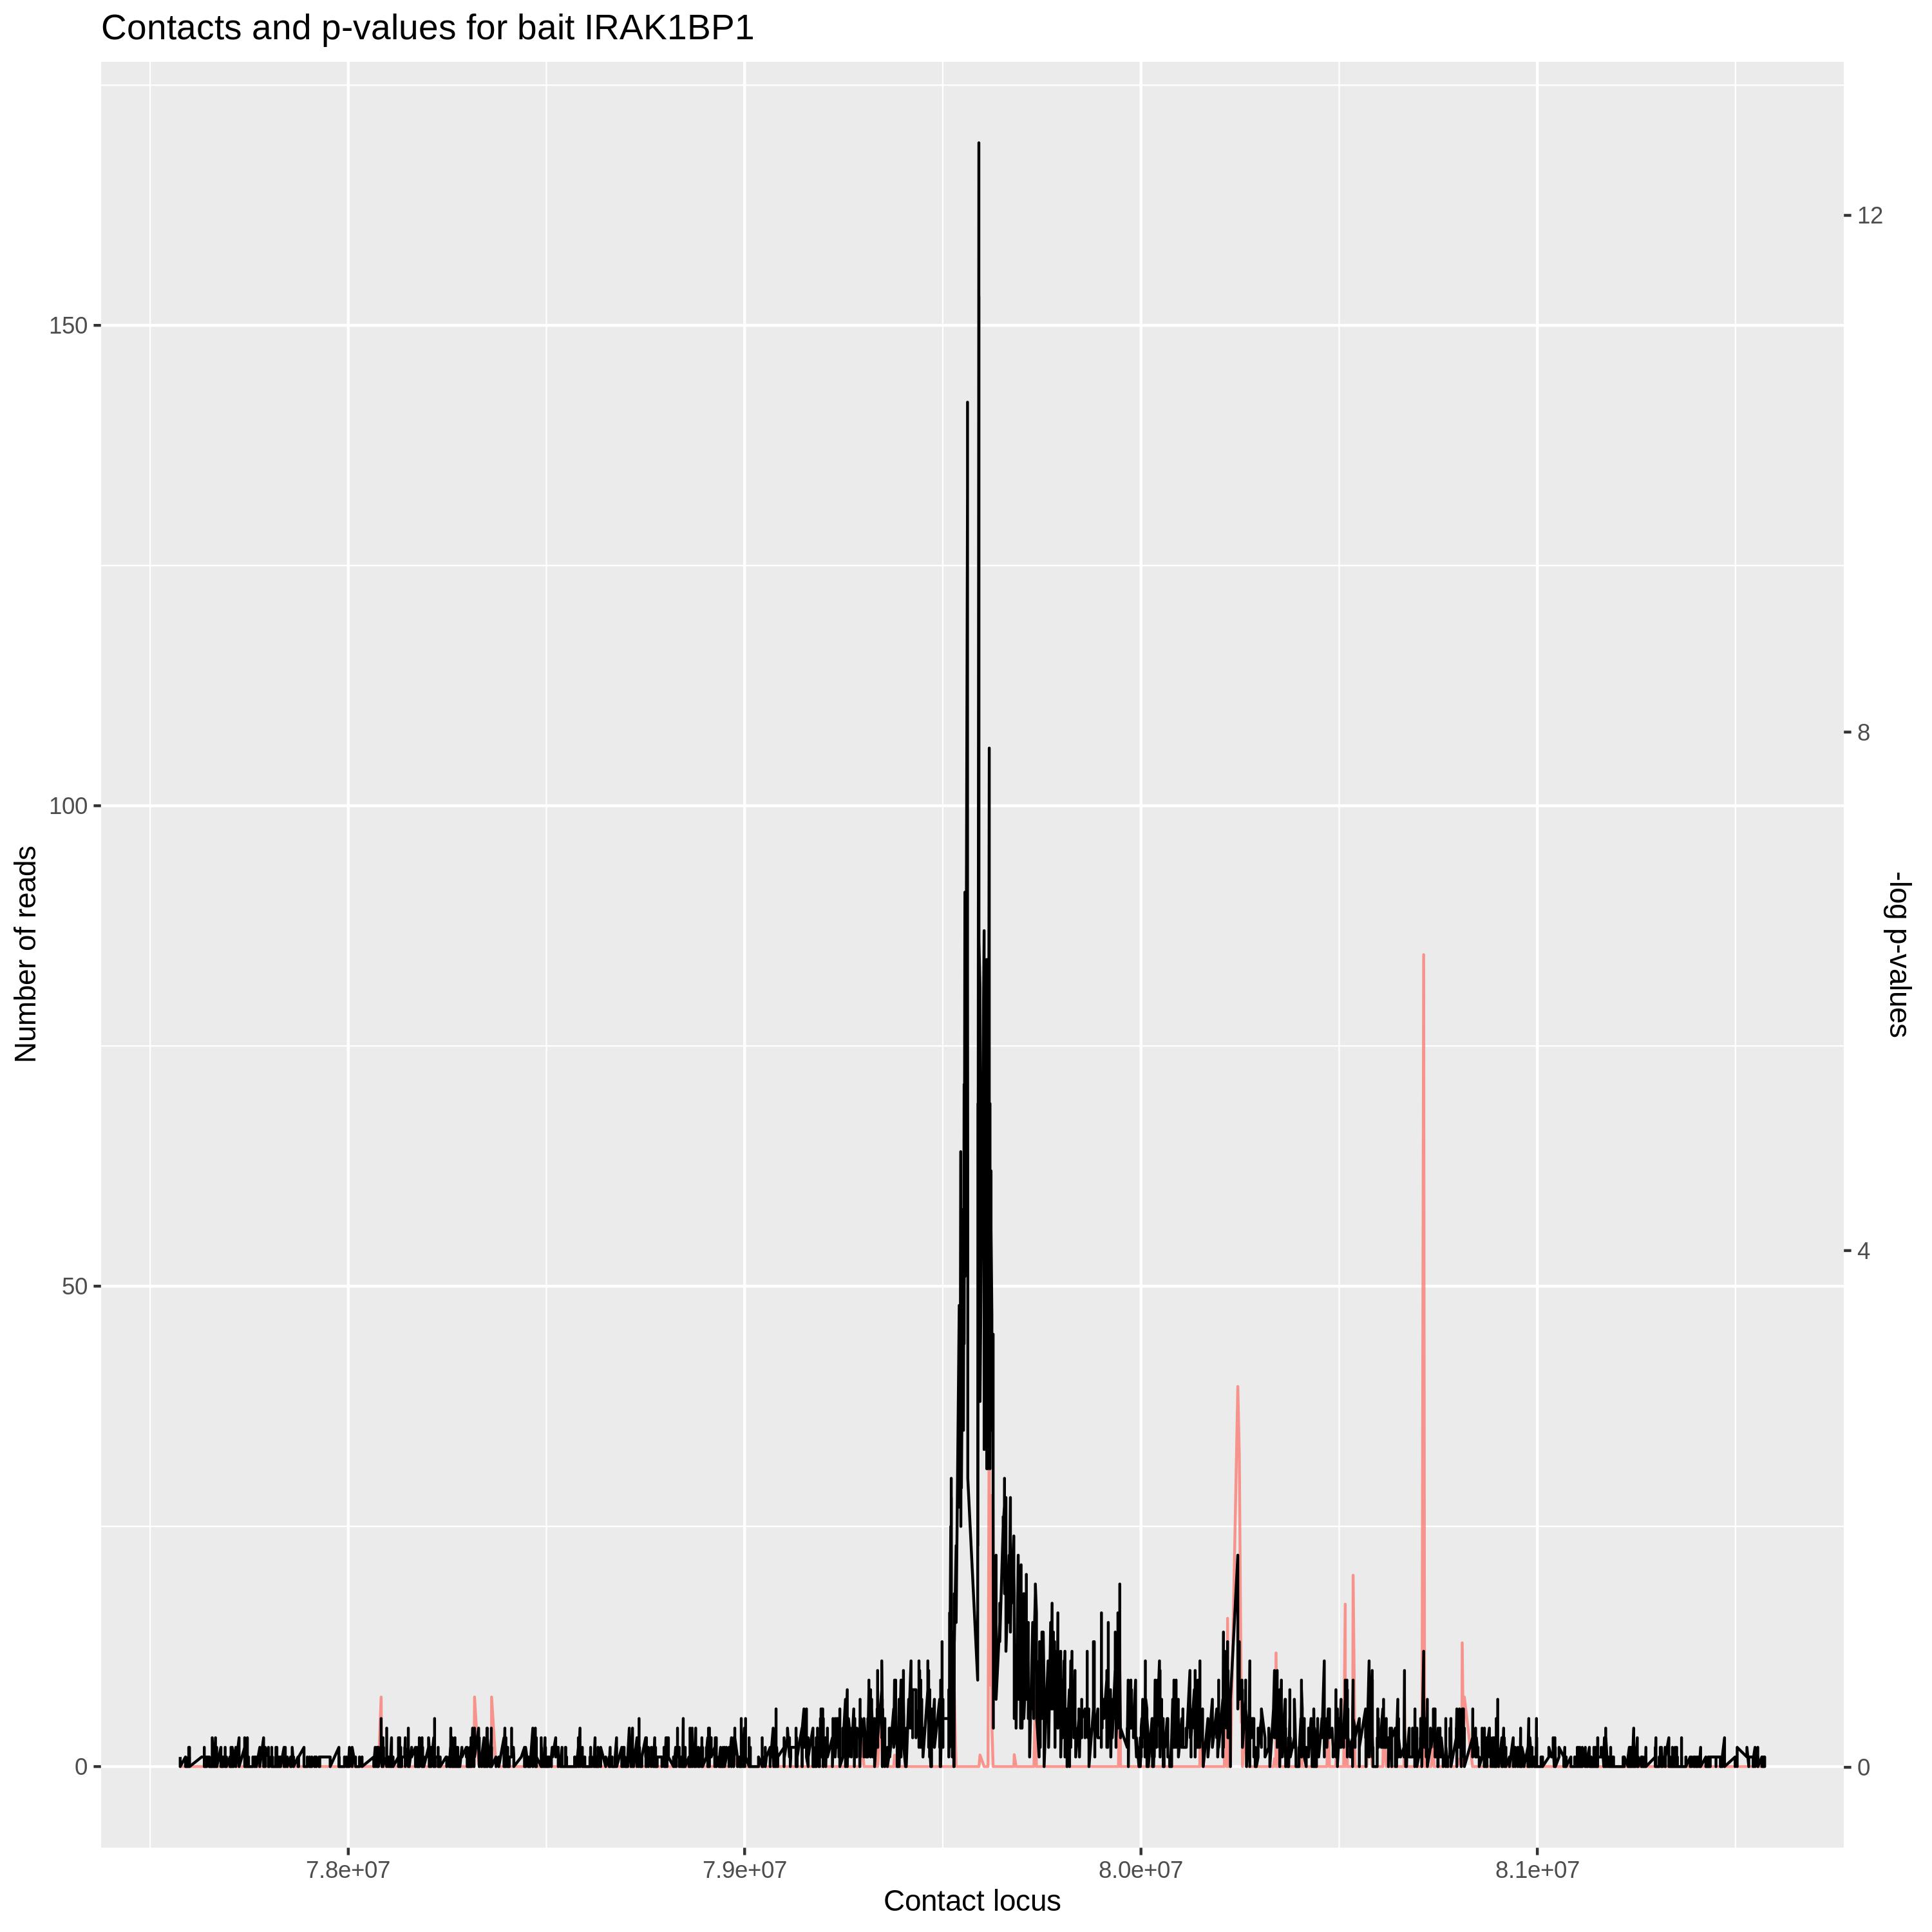 Contacts and p-values for bait IRAK1BP1
150
100
50
0
Number of reads
12
8
4
0
-log p-values
7.8e+07
7.9e+07
8.0e+07
8.1e+07
Contact locus